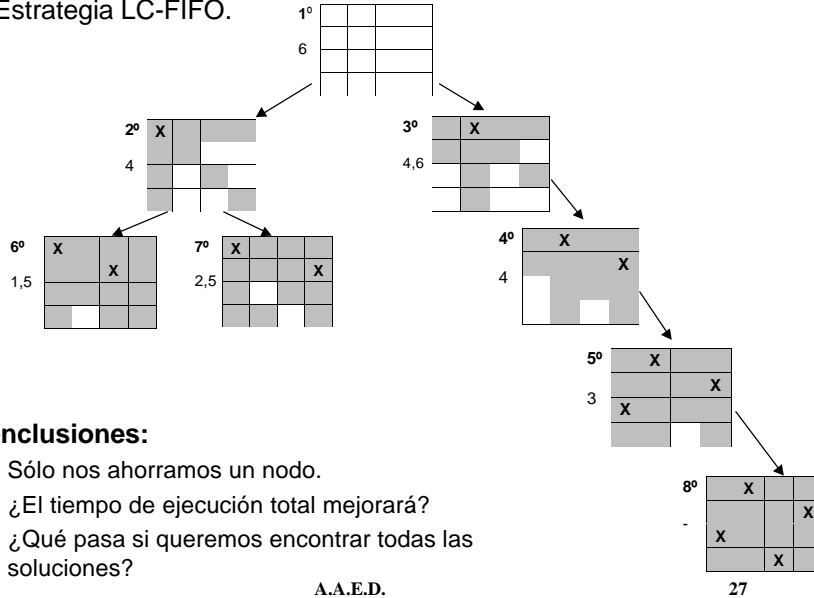 Estrategia LC-FIFO.
1º
6
2º
X
4
3º
X
4,6
6º
X
X
1,5
7º
X
X
2,5
4º
X
X
4
5º
X
X
3
X
nclusiones:
Sólo nos ahorramos un nodo.
¿El tiempo de ejecución total mejorará?
¿Qué pasa si queremos encontrar todas las
soluciones?
8º
X
X
-
X
X
A.A.E.D.
27